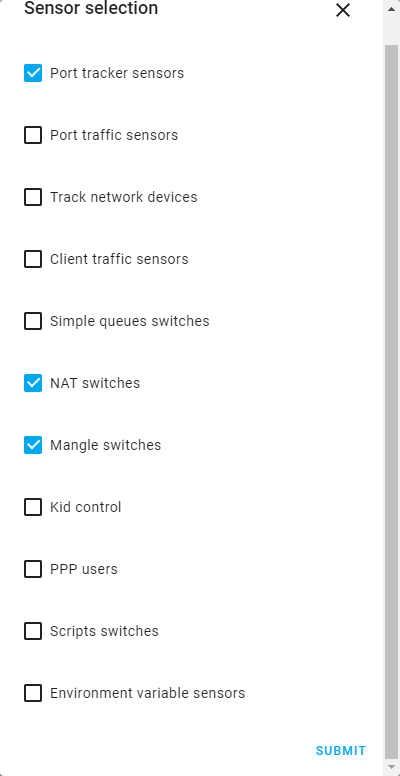 Sensor selection
Port tracker sensors
Port traffic sensors
Track network devices
Client traffic sensors
Simple queues switches
NAT switches
Mangle switches
Kid control
PPP users
Scripts switches
Environment variable sensors
SUBMIT